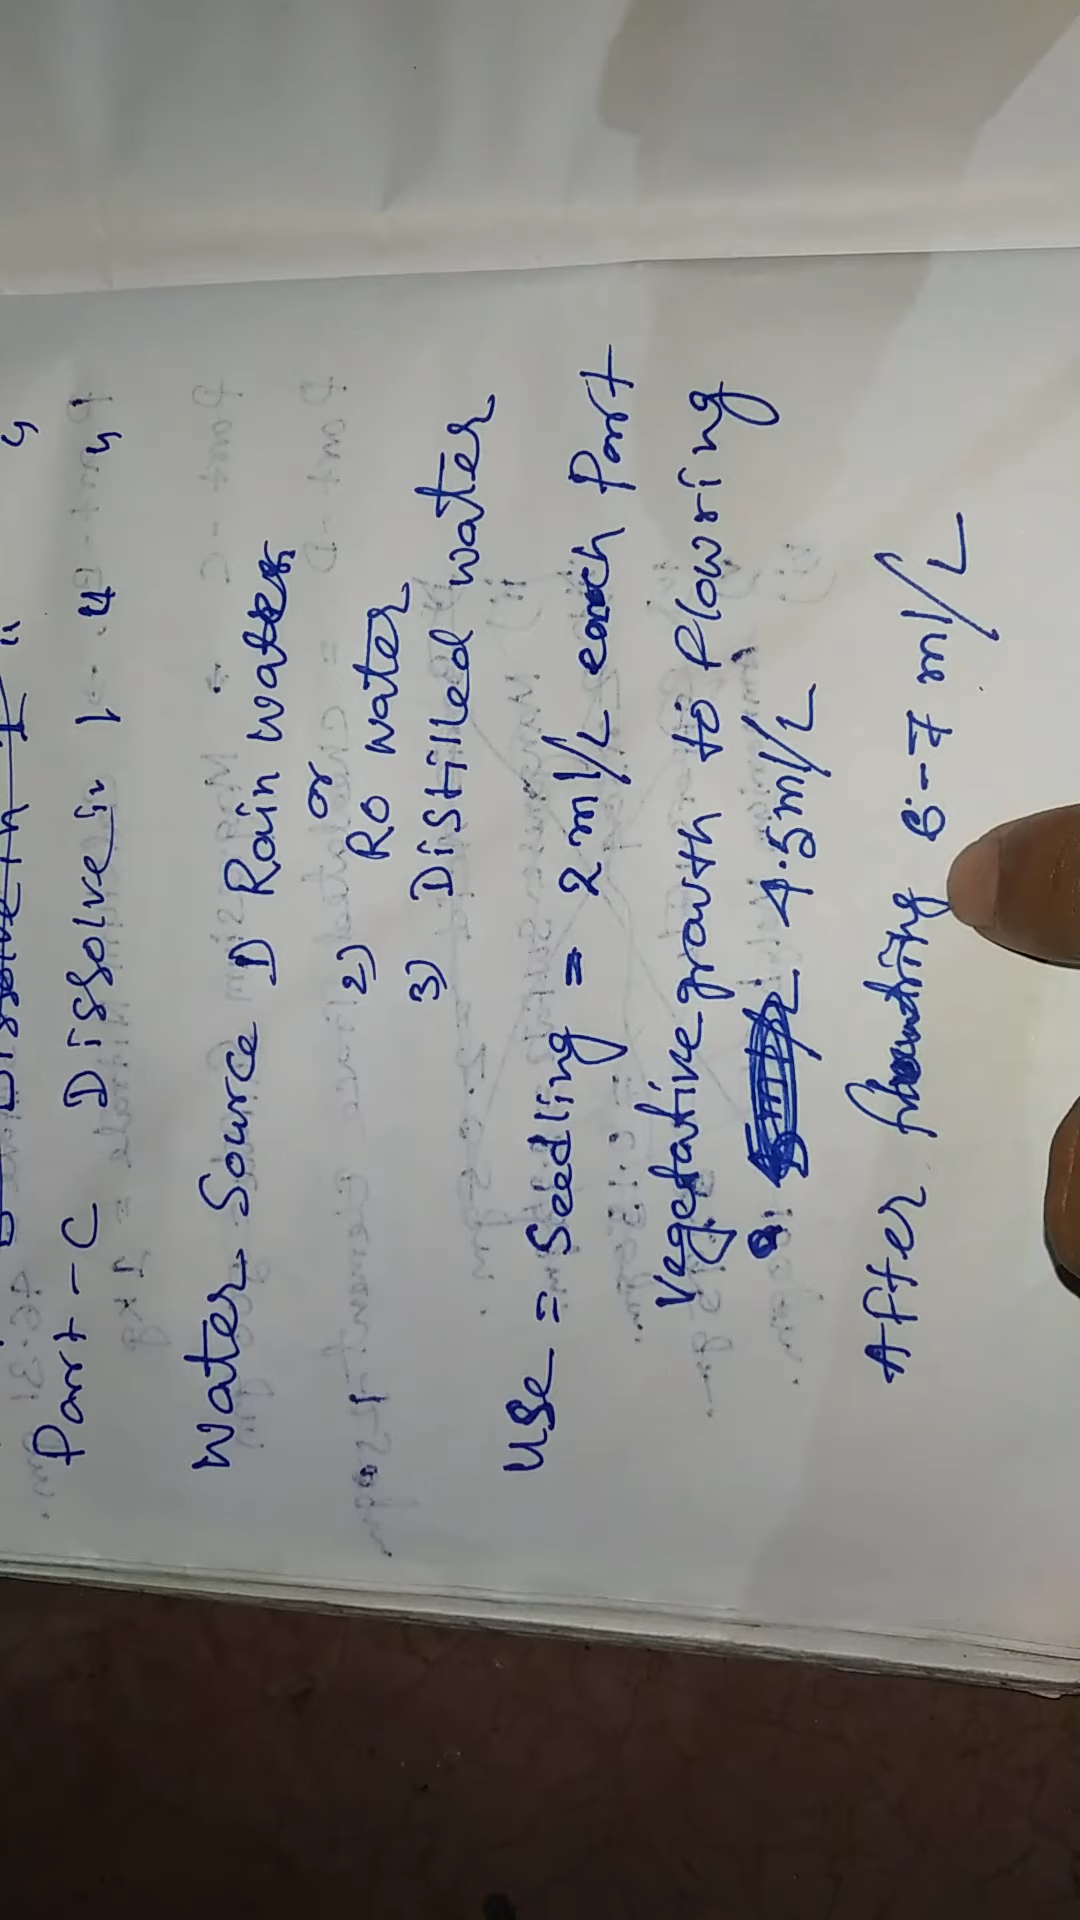 Part - C Dissolve in 1 " "
Water Source 1) Rain water
or
2) RO water
3) Distilled water
Use = Seedling = 2 ml/L each Part
Vegetative growth to Flowring
4.5 ml/L
After 6-7 ml/L